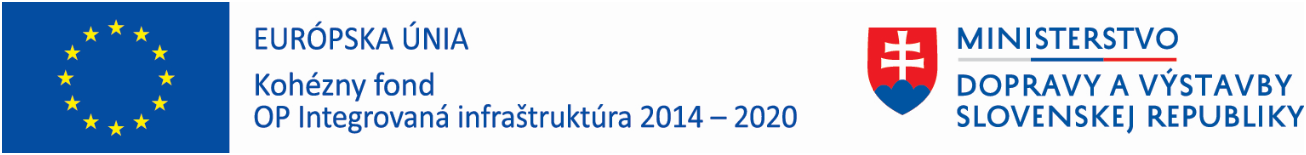 EURÓPSKA ÚNIA
Kohézny fond
OP Integrovaná infraštruktúra 2014 – 2020
MINISTERSTVO
DOPRAVY A VÝSTAVBY
SLOVENSKEJ REPUBLIKY